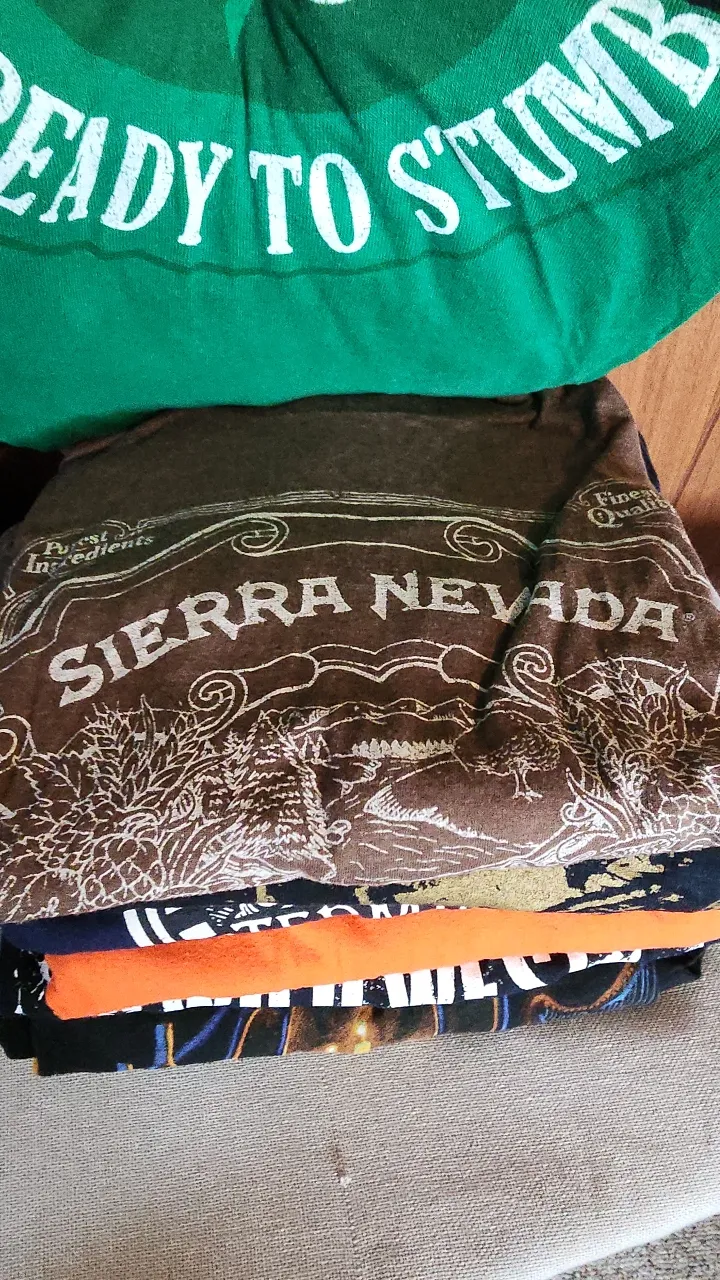 READY TO STUMB
Purest
Ingredients
Finest
Quality
SIERRA NEVADA®